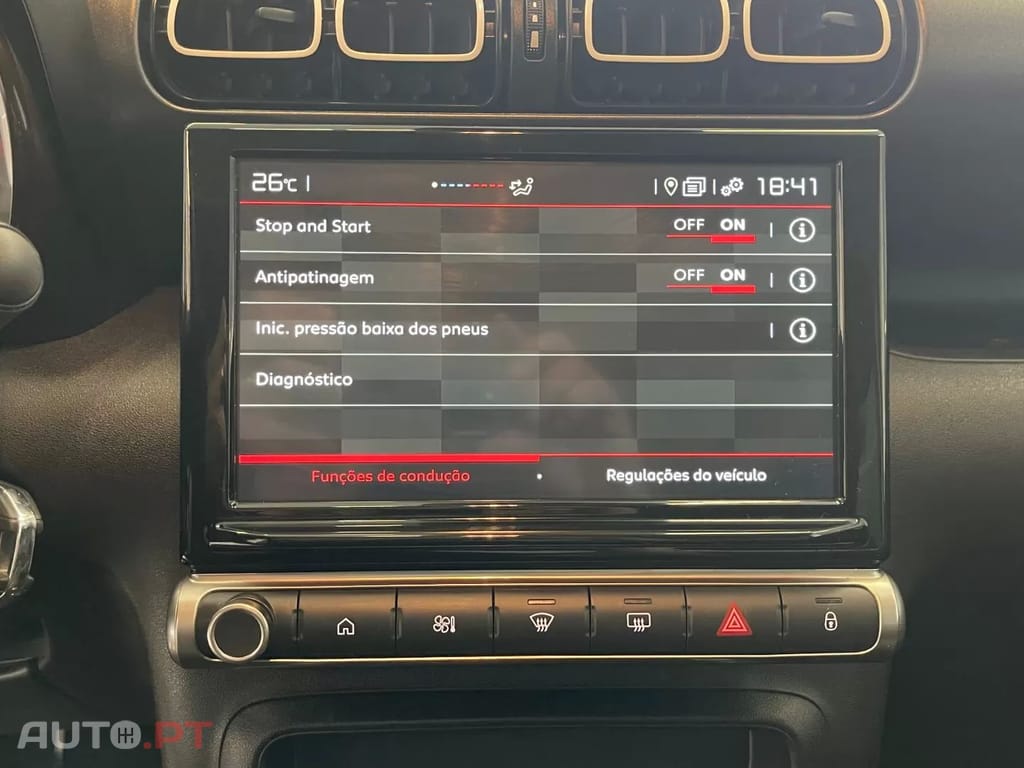 26°C
18:41
Stop and Start OFF ON
Antipatinagem OFF ON
Inic. pressão baixa dos pneus
Diagnóstico
Funções de condução
Regulações do veículo
AUTO.PT